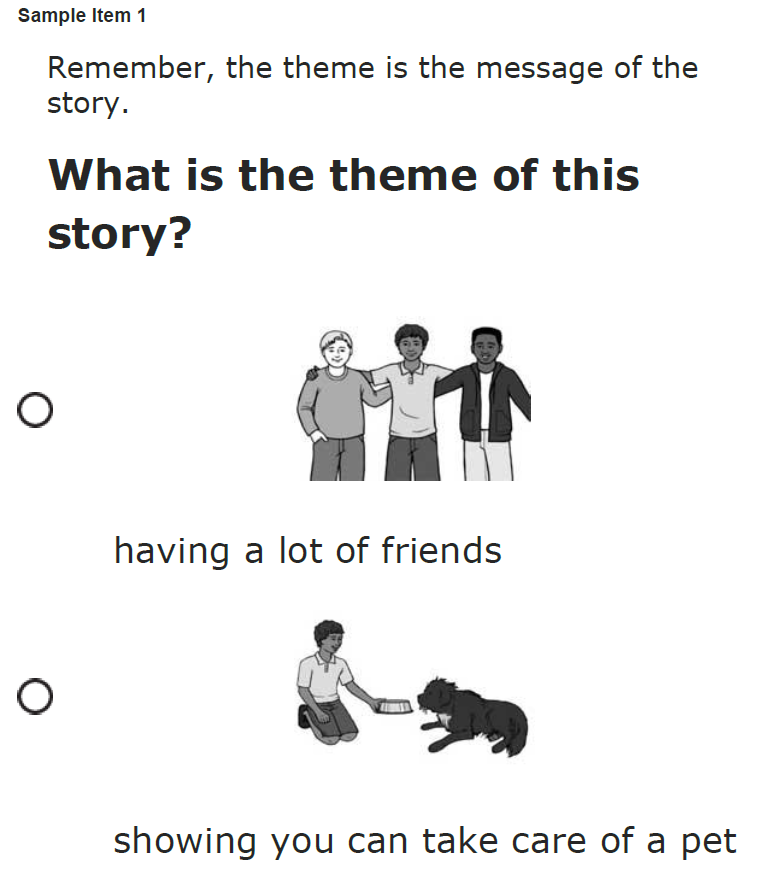 Sample Item 1
Remember, the theme is the message of the
story.
What is the theme of this
story?
having a lot of friends
showing you can take care of a pet